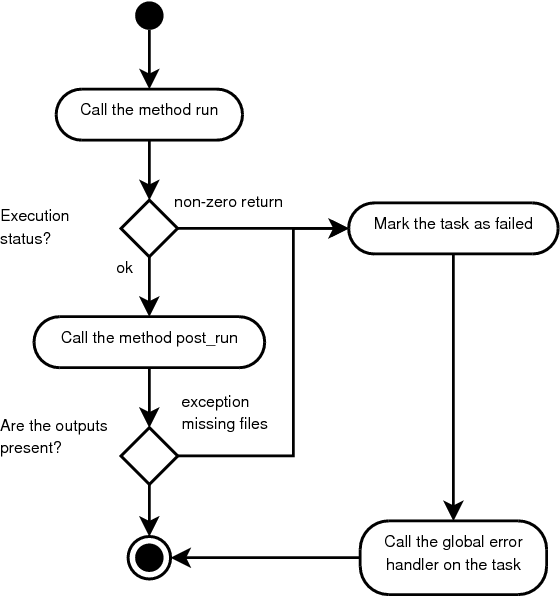 Call the method run
non-zero return
Execution
status?
Mark the task as failed
ok
Call the method post_run
exception
missing files
Are the outputs
present?
Call the global error
handler on the task